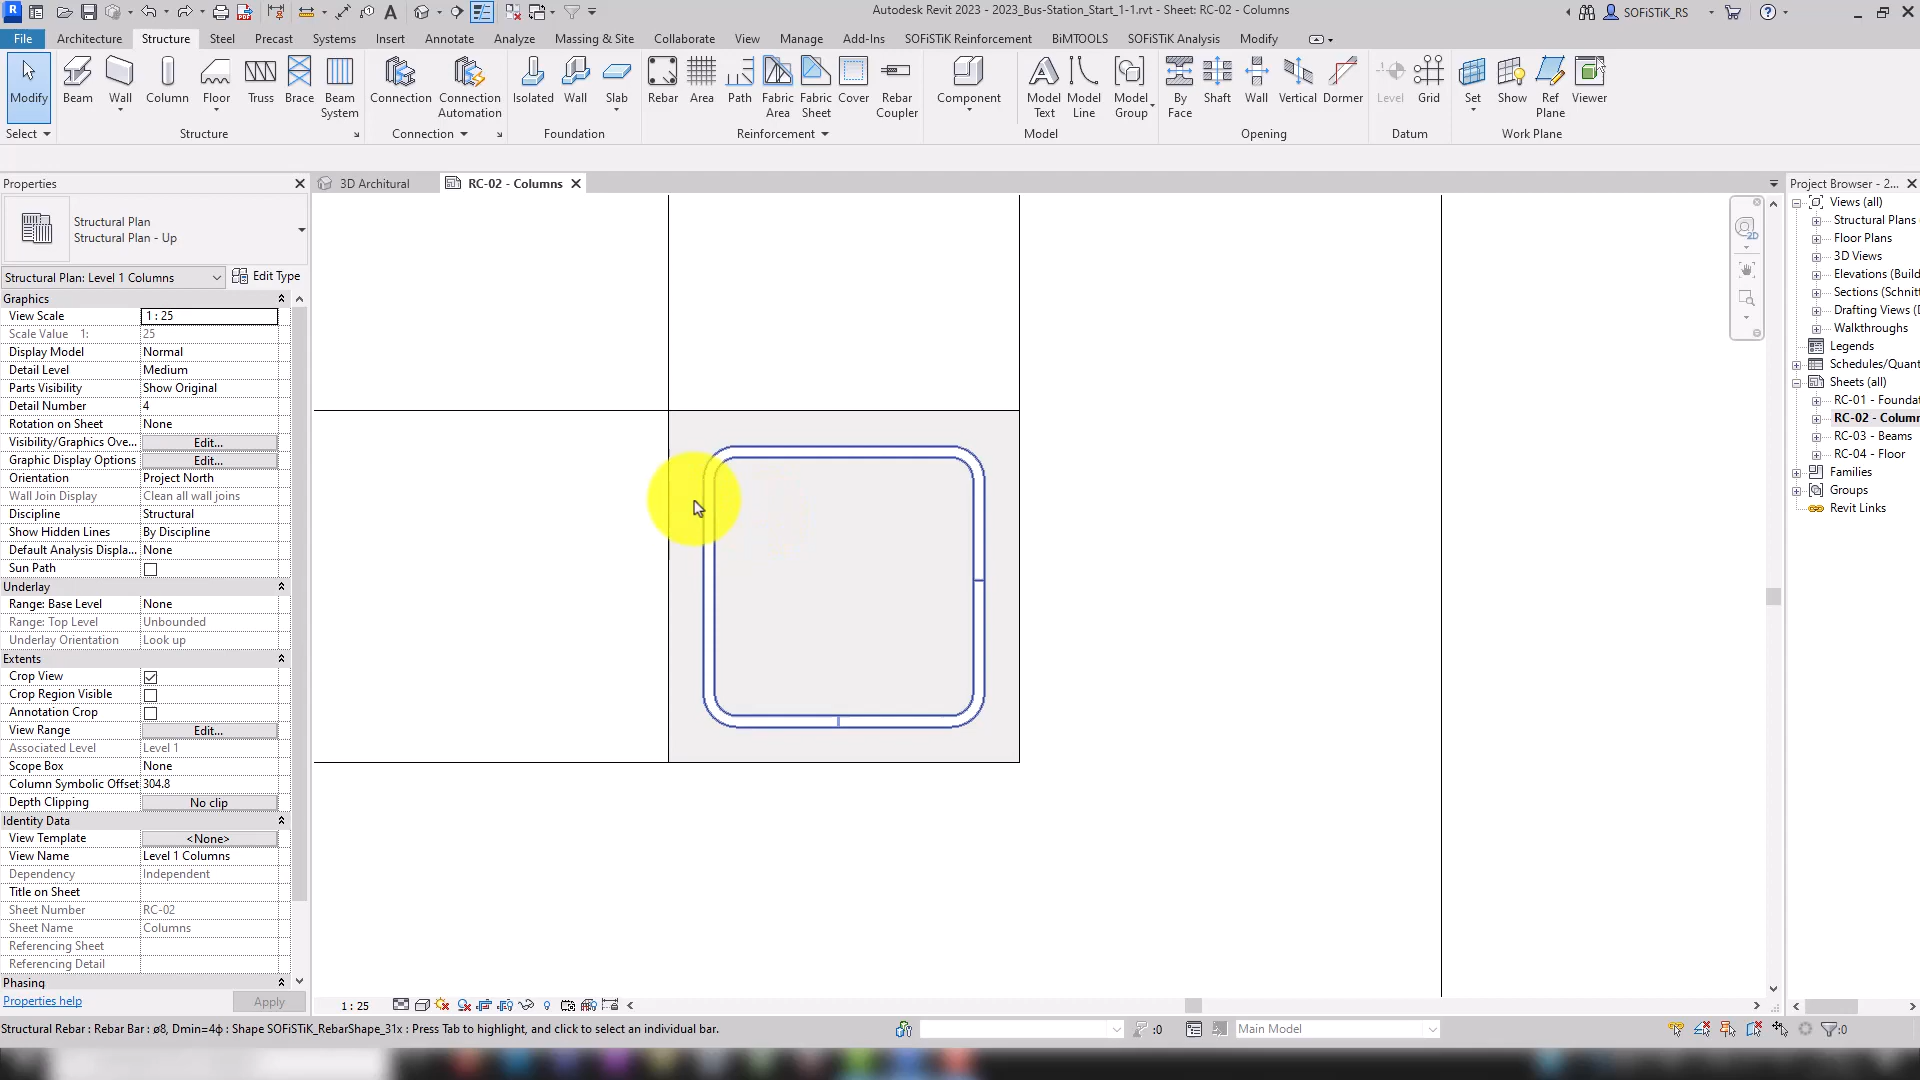 Autodesk Revit 2023 - 2023_Bus-Station_Start_1-1.rvt - Sheet: RC-02 - Columns
SOFiSTiK_RS
File Architecture Structure Steel Precast Systems Insert Annotate Analyze Massing & Site Collaborate View Manage Add-Ins SOFiSTiK Reinforcement BiMTOOLS SOFiSTiK Analysis Modify
Modify Beam Wall Column Floor Truss Brace Beam System Connection Connection Automation Isolated Wall Slab Rebar Area Path Fabric Area Fabric Sheet Cover Rebar Coupler Component Model Text Model Line Model Group By Face Shaft Wall Vertical Dormer Level Grid Set Show Ref Plane Viewer
Select Structure Connection Foundation Reinforcement Model Opening Datum Work Plane
Properties
3D Architural
RC-02 - Columns
Project Browser - 2...
Structural Plan
Structural Plan - Up
Structural Plan: Level 1 Columns
Edit Type
Graphics
View Scale 1 : 25
Scale Value 1: 25
Display Model Normal
Detail Level Medium
Parts Visibility Show Original
Detail Number 4
Rotation on Sheet None
Visibility/Graphics Ove... Edit...
Graphic Display Options Edit...
Orientation Project North
Wall Join Display Clean all wall joins
Discipline Structural
Show Hidden Lines By Discipline
Default Analysis Displa... None
Sun Path
Underlay
Range: Base Level None
Range: Top Level Unbounded
Underlay Orientation Look up
Extents
Crop View
Crop Region Visible
Annotation Crop
View Range Edit...
Associated Level Level 1
Scope Box None
Column Symbolic Offset 304.8
Depth Clipping No clip
Identity Data
View Template <None>
View Name Level 1 Columns
Dependency Independent
Title on Sheet
Sheet Number RC-02
Sheet Name Columns
Referencing Sheet
Referencing Detail
Phasing
Properties help
Apply
2D
Views (all)
Structural Plans
Floor Plans
3D Views
Elevations (Build
Sections (Schnitt
Drafting Views (D
Walkthroughs
Legends
Schedules/Quant
Sheets (all)
RC-01 - Foundat
RC-02 - Column
RC-03 - Beams
RC-04 - Floor
Families
Groups
Revit Links
1 : 25
Structural Rebar : Rebar Bar : ø8, Dmin=4ϕ : Shape SOFiSTiK_RebarShape_31x : Press Tab to highlight, and click to select an individual bar.
:0
Main Model
:0